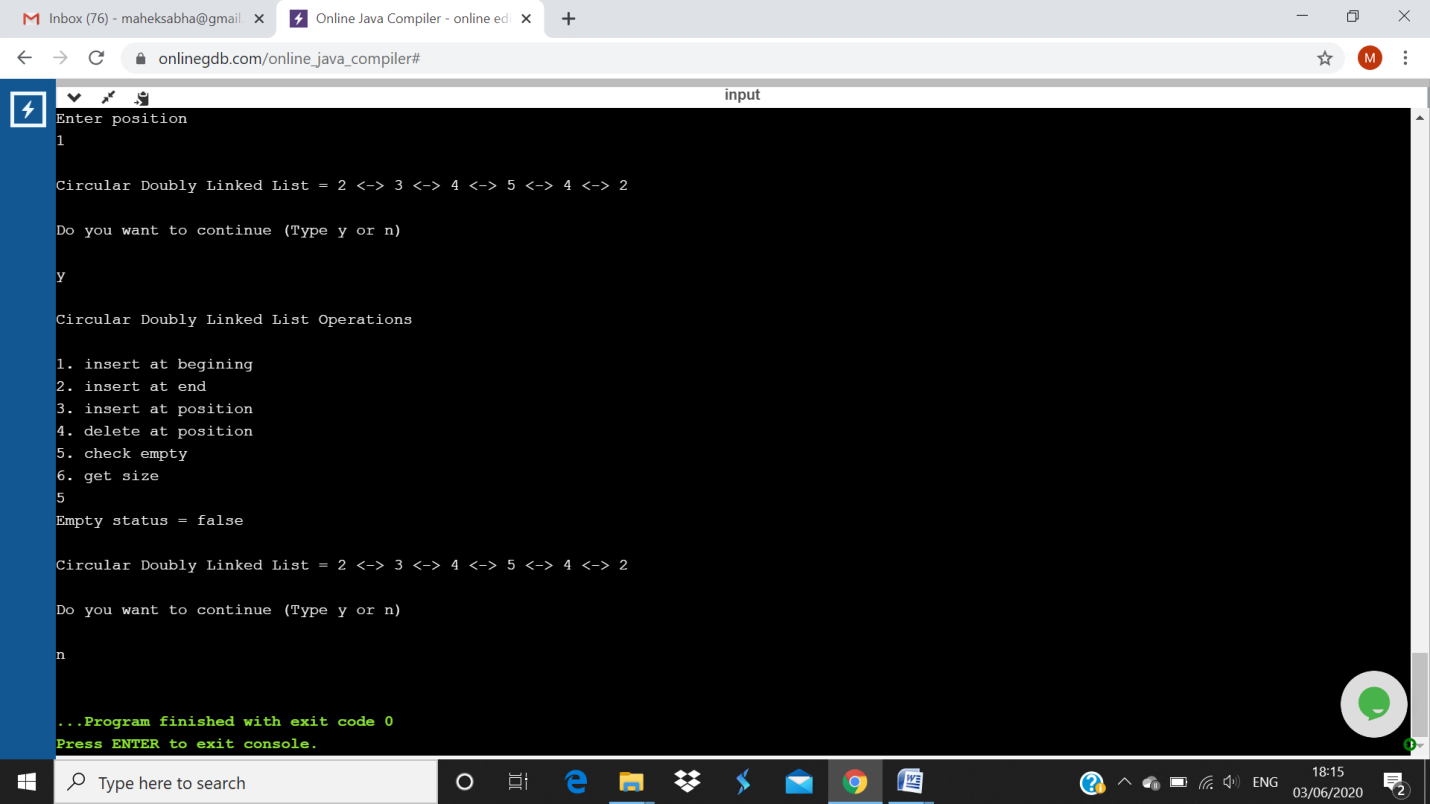 Inbox (76) - maheksabha@gmail.
Online Java Compiler - online edi
onlinegdb.com/online_java_compiler#
M
input
Enter position
1
Circular Doubly Linked List = 2 <-> 3 <-> 4 <-> 5 <-> 4 <-> 2
Do you want to continue (Type y or n)
y
Circular Doubly Linked List Operations
1. insert at begining
2. insert at end
3. insert at position
4. delete at position
5. check empty
6. get size
5
Empty status = false
Circular Doubly Linked List = 2 <-> 3 <-> 4 <-> 5 <-> 4 <-> 2
Do you want to continue (Type y or n)
n
...Program finished with exit code 0
Press ENTER to exit console.
Type here to search
ENG
18:15
03/06/2020
2